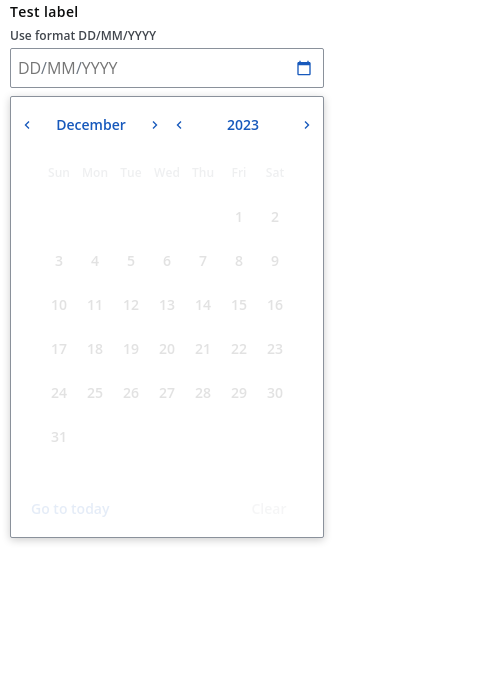 Test label
Use format DD/MM/YYYY
DD/MM/YYYY
December 2023
Sun Mon Tue Wed Thu Fri Sat
1 2
3 4 5 6 7 8 9
10 11 12 13 14 15 16
17 18 19 20 21 22 23
24 25 26 27 28 29 30
31
Go to today Clear